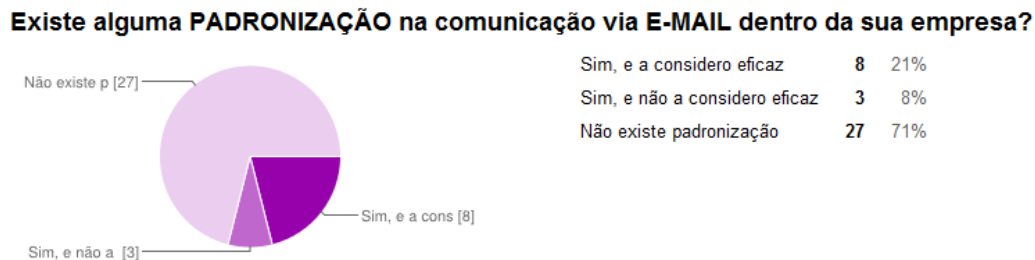 Existe alguma PADRONIZAÇÃO na comunicação via E-MAIL dentro da sua empresa?
Não existe p [27]
Sim, e a cons [8]
Sim, e não a [3]
Sim, e a considero eficaz 8 21%
Sim, e não a considero eficaz 3 8%
Não existe padronização 27 71%